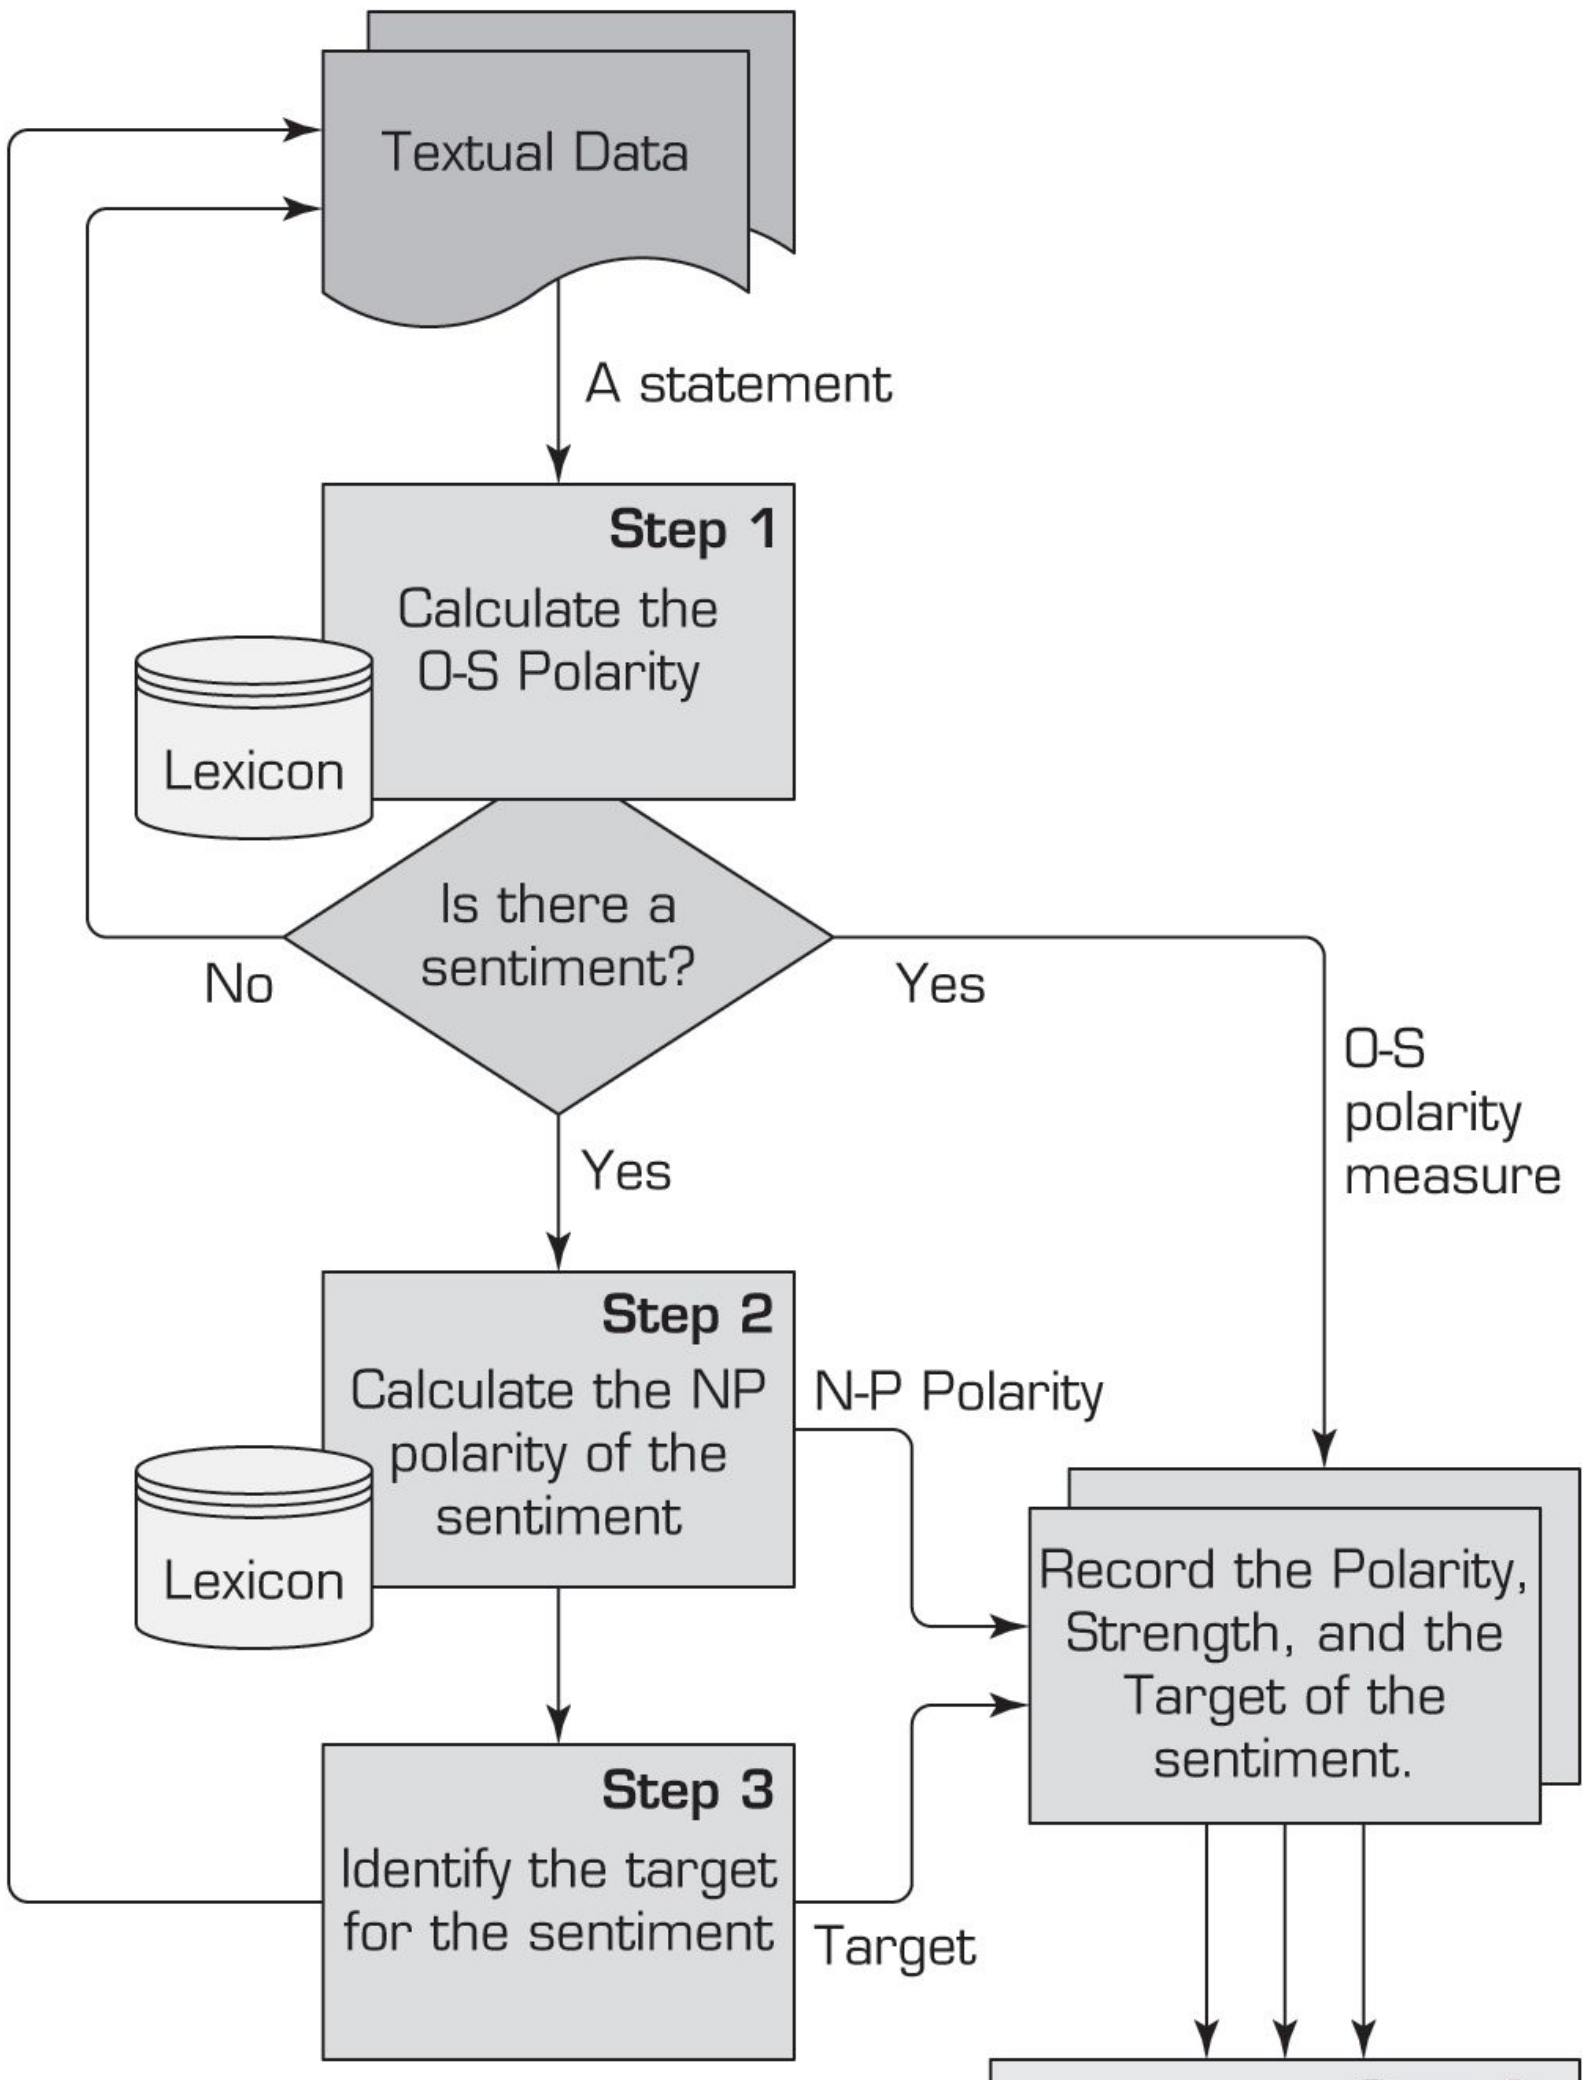 Textual Data
A statement
Step 1
Calculate the
O-S Polarity
Lexicon
Is there a
sentiment?
No
Yes
O-S
polarity
measure
Yes
Step 2
Calculate the NP
polarity of the
sentiment
N-P Polarity
Lexicon
Record the Polarity,
Strength, and the
Target of the
sentiment.
Step 3
Identify the target
for the sentiment
Target